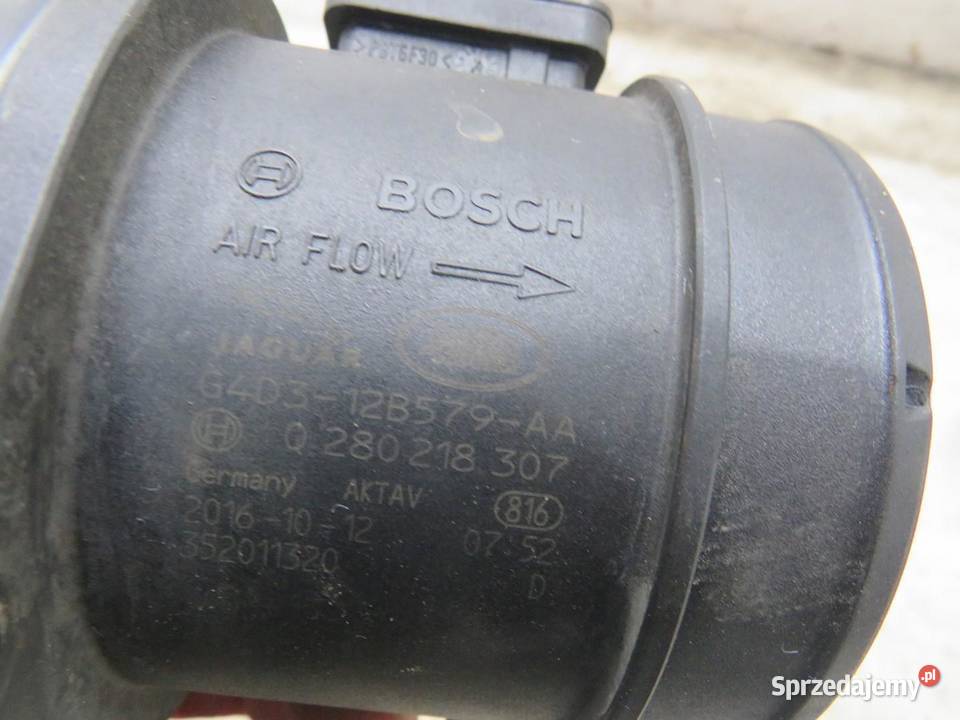 BOSCH
AIR FLOW
JAGUAR
G4D3-12B579-AA
0 280 218 307
Germany AKTAV 816
2016-10-12 07:52
352011320 D
Sprzedajemy.pl